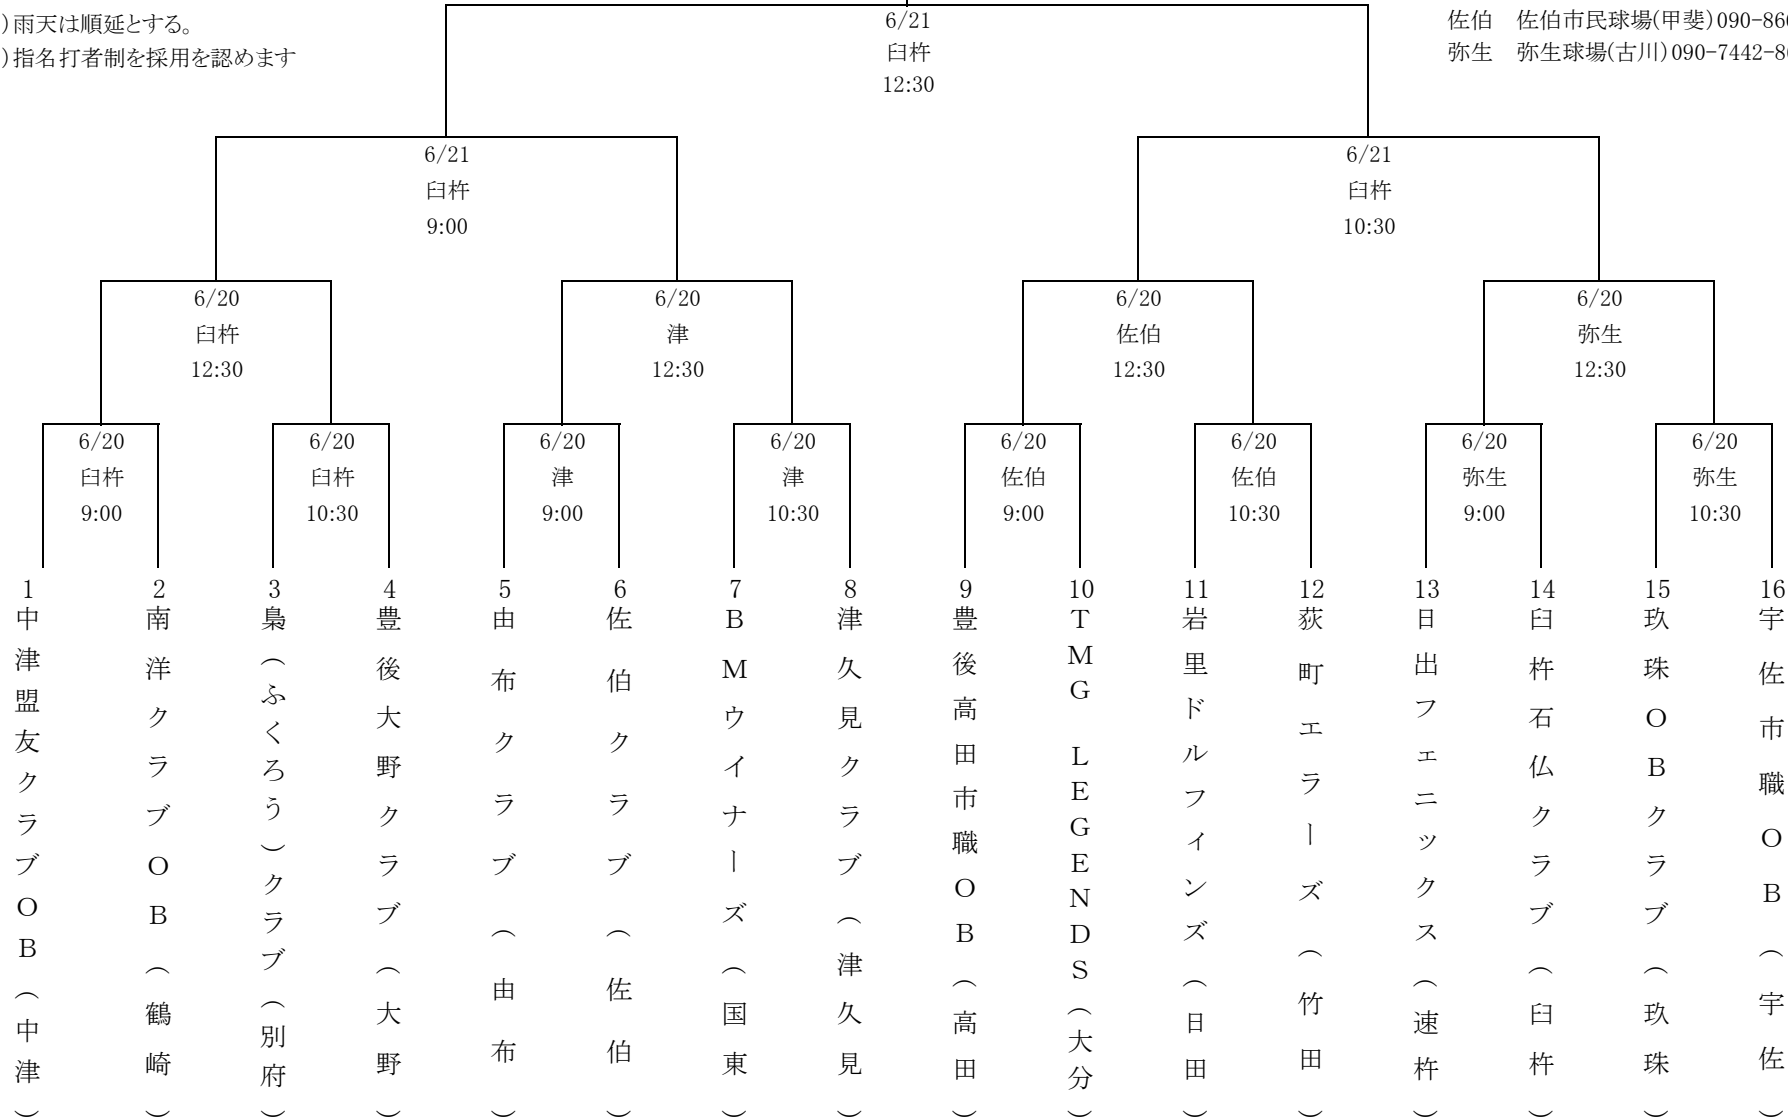 )雨天は順延とする。
)指名打者制を採用を認めます
佐伯 佐伯市民球場(甲斐)090-866
弥生 弥生球場(古川)090-7442-86
6/21
臼杵
12:30
6/21
臼杵
9:00
6/21
臼杵
10:30
6/20
臼杵
12:30
6/20
津
12:30
6/20
佐伯
12:30
6/20
弥生
12:30
6/20
臼杵
9:00
6/20
臼杵
10:30
6/20
津
9:00
6/20
津
10:30
6/20
佐伯
9:00
6/20
佐伯
10:30
6/20
弥生
9:00
6/20
弥生
10:30
1
中津盟友クラブOB(中津)
2
南洋クラブOB(鶴崎)
3
梟(ふくろう)クラブ(別府)
4
豊後大野クラブ(大野)
5
由布クラブ(由布)
6
佐伯クラブ(佐伯)
7
BMウイナーズ(国東)
8
津久見クラブ(津久見)
9
豊後高田市職OB(高田)
10
TMG LEGENDS(大分)
11
岩里ドルフィンズ(日田)
12
荻町エラーズ(竹田)
13
日出フェニックス(速杵)
14
臼杵石仏クラブ(臼杵)
15
玖珠OBクラブ(玖珠)
16
宇佐市職OB(宇佐)